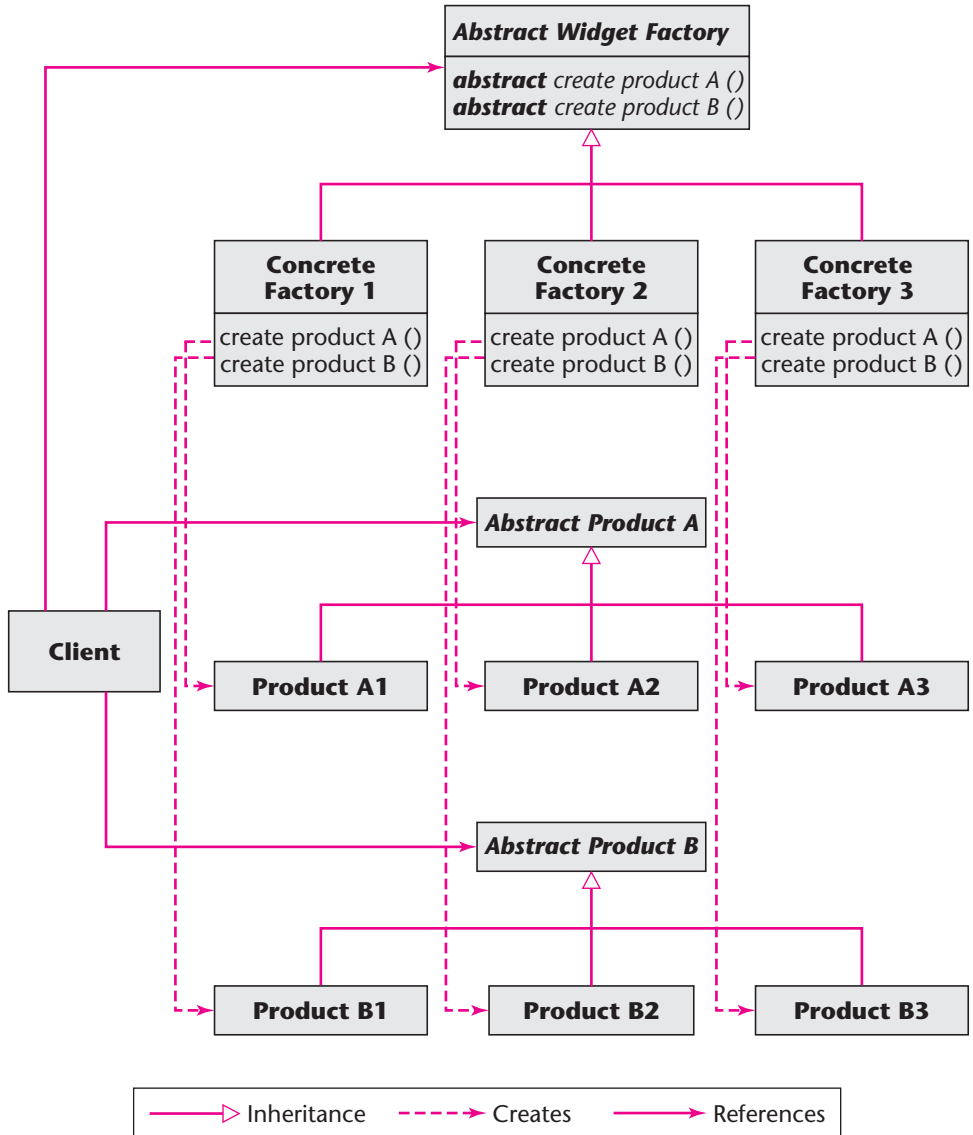 Abstract Widget Factory
abstract create product A ()
abstract create product B ()
Concrete
Factory 1
create product A ()
create product B ()
Concrete
Factory 2
create product A ()
create product B ()
Concrete
Factory 3
create product A ()
create product B ()
Abstract Product A
Client
Product A1
Product A2
Product A3
Abstract Product B
Product B1
Product B2
Product B3
Inheritance
Creates
References